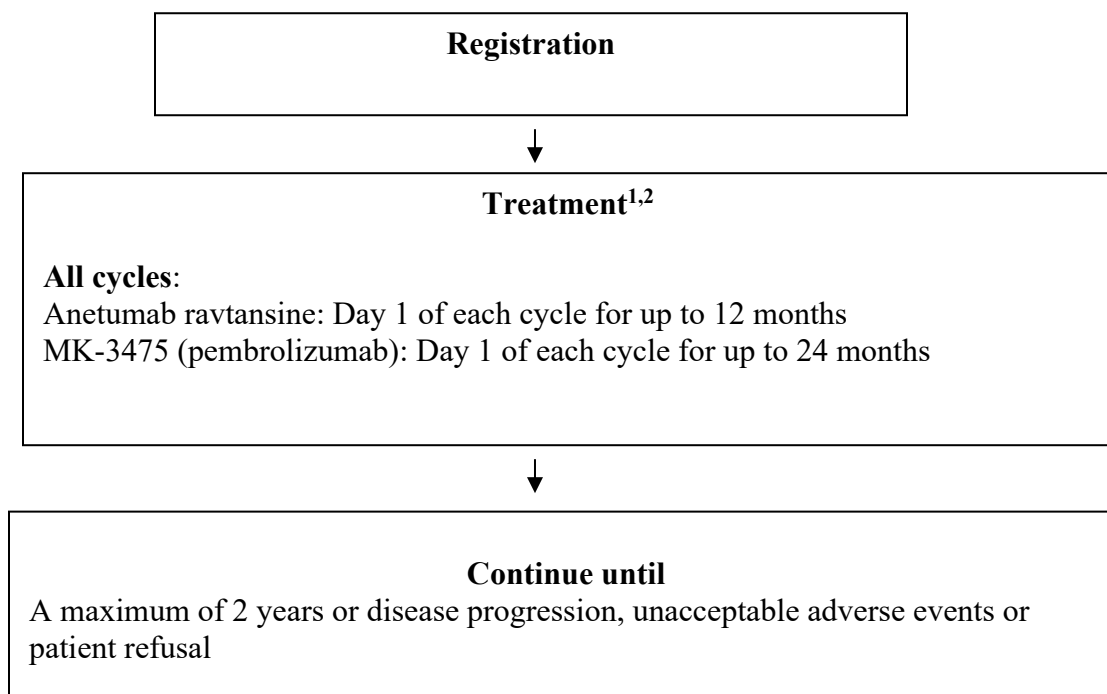 Registration
Treatment1,2
All cycles:
Anetumab ravtansine: Day 1 of each cycle for up to 12 months
MK-3475 (pembrolizumab): Day 1 of each cycle for up to 24 months
Continue until
A maximum of 2 years or disease progression, unacceptable adverse events or
patient refusal